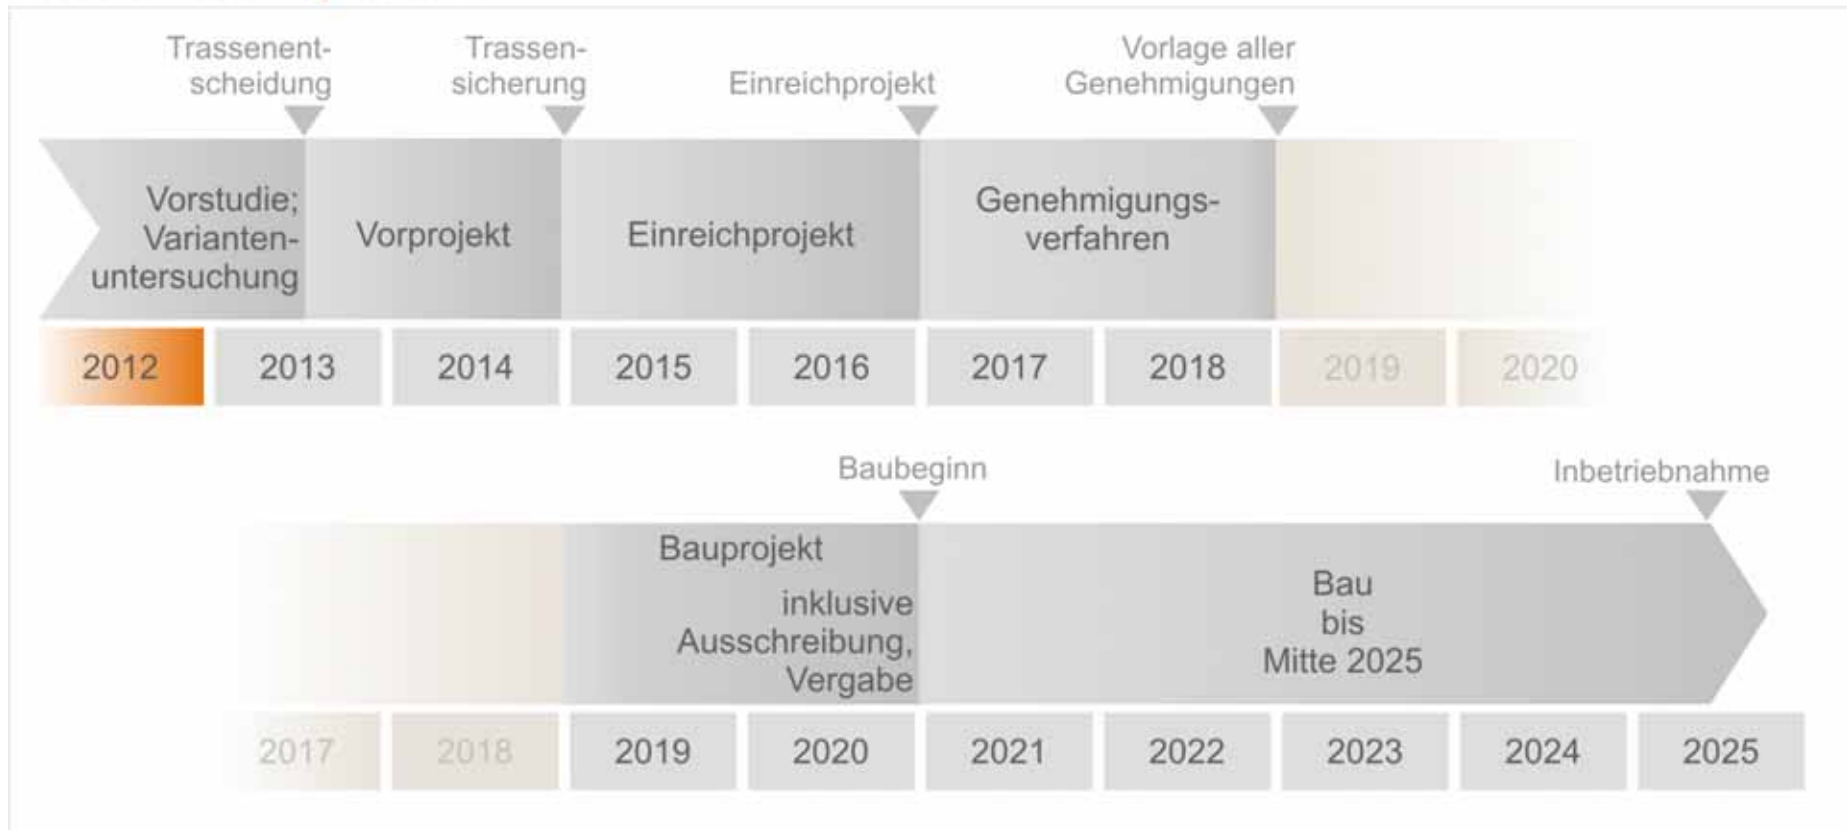 Trassenent-
scheidung
Trassen-
sicherung
Einreichprojekt
Vorlage aller
Genehmigungen
Vorstudie;
Varianten-
untersuchung
Vorprojekt
Einreichprojekt
Genehmigungs-
verfahren
2012
2013
2014
2015
2016
2017
2018
2019
2020
Baubeginn
Inbetriebnahme
Bauprojekt
inklusive
Ausschreibung,
Vergabe
Bau
bis
Mitte 2025
2017
2018
2019
2020
2021
2022
2023
2024
2025